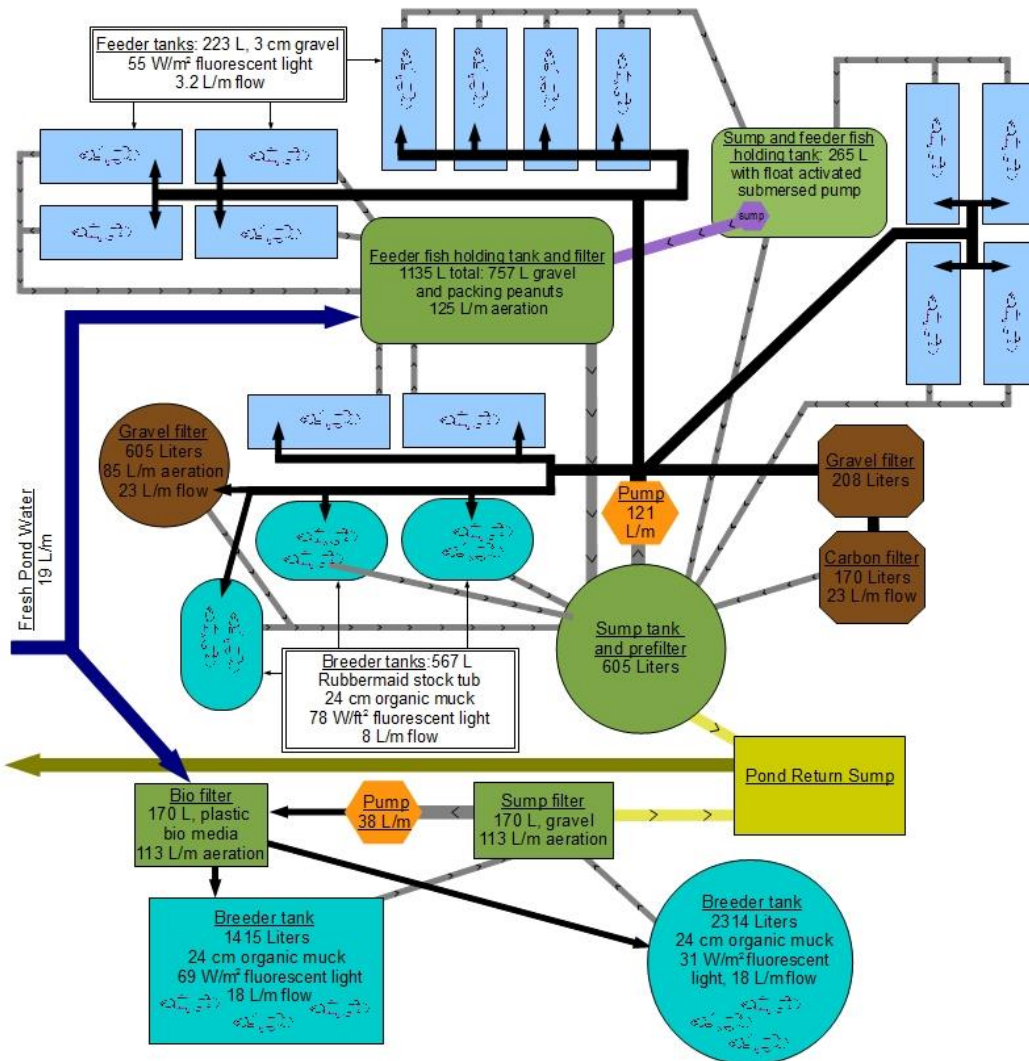 Feeder tanks: 223 L, 3 cm gravel
55 W/m² fluorescent light
3.2 L/m flow
Sump and feeder fish
holding tank: 265 L
with float activated
submersed pump
sump
Feeder fish holding tank and filter
1135 L total: 757 L gravel
and packing peanuts
125 L/m aeration
Gravel filter
605 Liters
85 L/m aeration
23 L/m flow
Gravel filter
208 Liters
Pump
121
L/m
Carbon filter
170 Liters
23 L/m flow
Fresh Pond Water
19 L/m
Sump tank
and prefilter
605 Liters
Breeder tanks:567 L
Rubbermaid stock tub
24 cm organic muck
78 W/ft² fluorescent light
8 L/m flow
Pond Return Sump
Bio filter
170 L, plastic
bio media
113 L/m aeration
Pump
38 L/m
Sump filter
170 L, gravel
113 L/m aeration
Breeder tank
1415 Liters
24 cm organic muck
69 W/m² fluorescent light
18 L/m flow
Breeder tank
2314 Liters
24 cm organic muck
31 W/m² fluorescent
light, 18 L/m flow